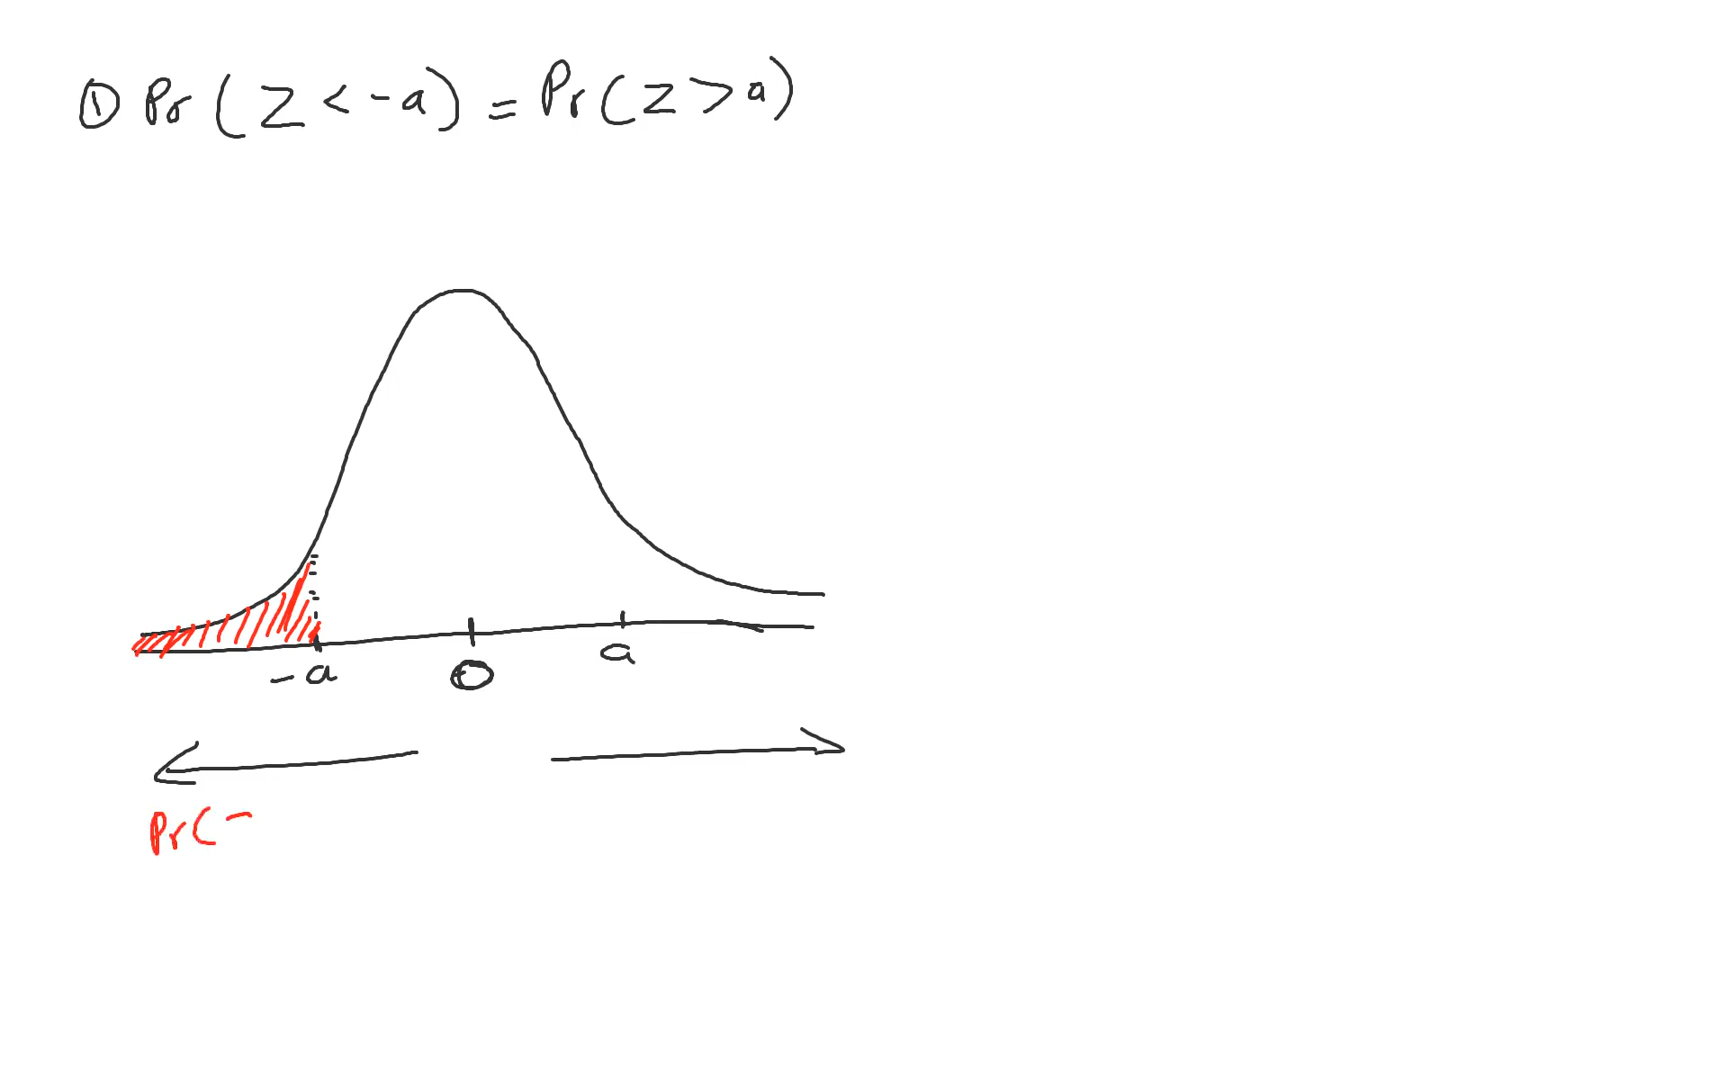 ① Pr(Z < -a) = Pr(Z > a)
-a 0 a
Pr(